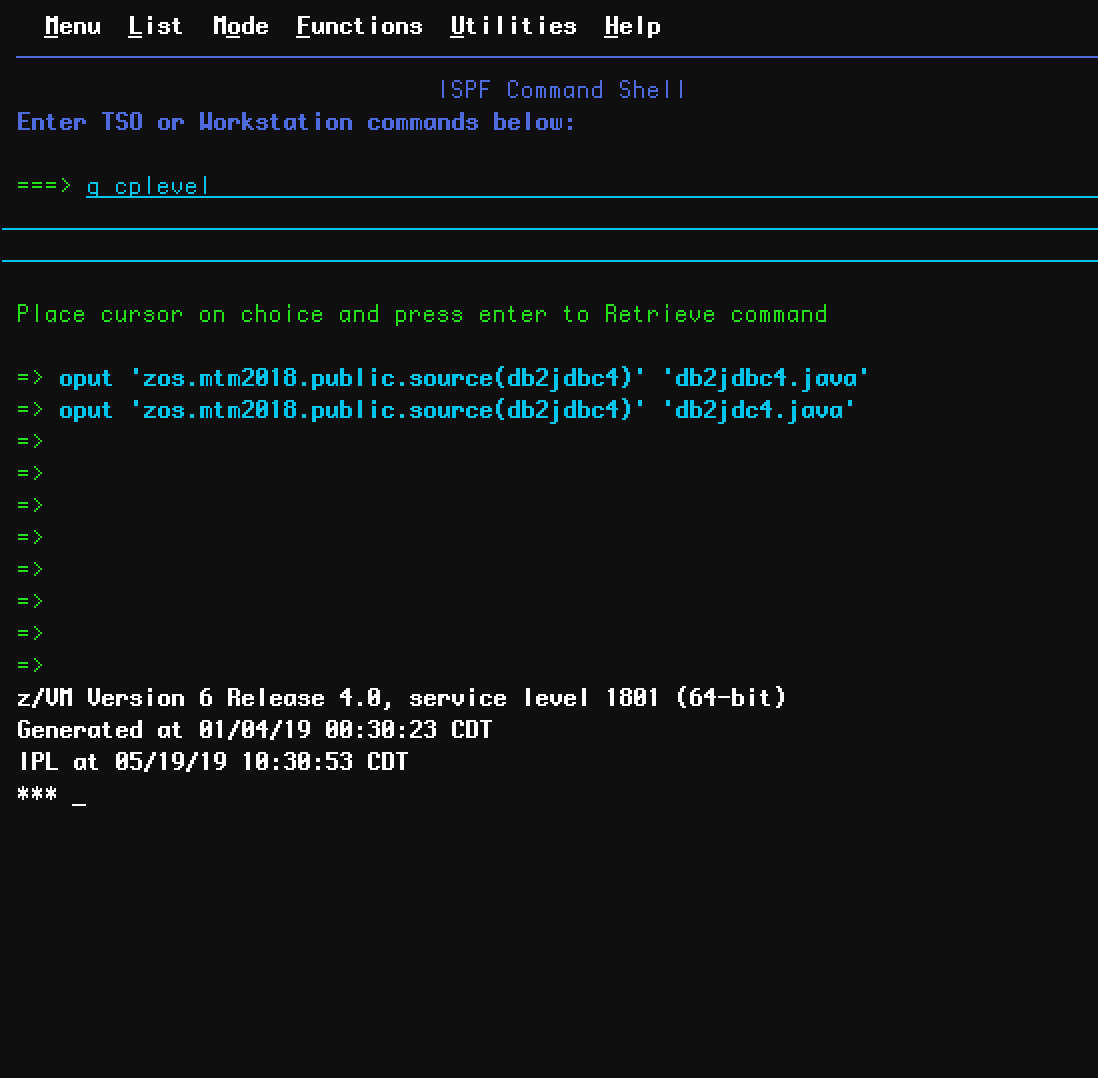 Menu List Mode Functions Utilities Help
ISPF Command Shell
Enter TSO or Workstation commands below:
===> q cplevel
Place cursor on choice and press enter to Retrieve command
=> oput 'zos.mtm2018.public.source(db2jdbc4)' 'db2jdbc4.java'
=> oput 'zos.mtm2018.public.source(db2jdbc4)' 'db2jdc4.java'
=>
=>
=>
=>
=>
=>
=>
=>
z/VM Version 6 Release 4.0, service level 1801 (64-bit)
Generated at 01/04/19 00:30:23 CDT
IPL at 05/19/19 10:30:53 CDT
*** _